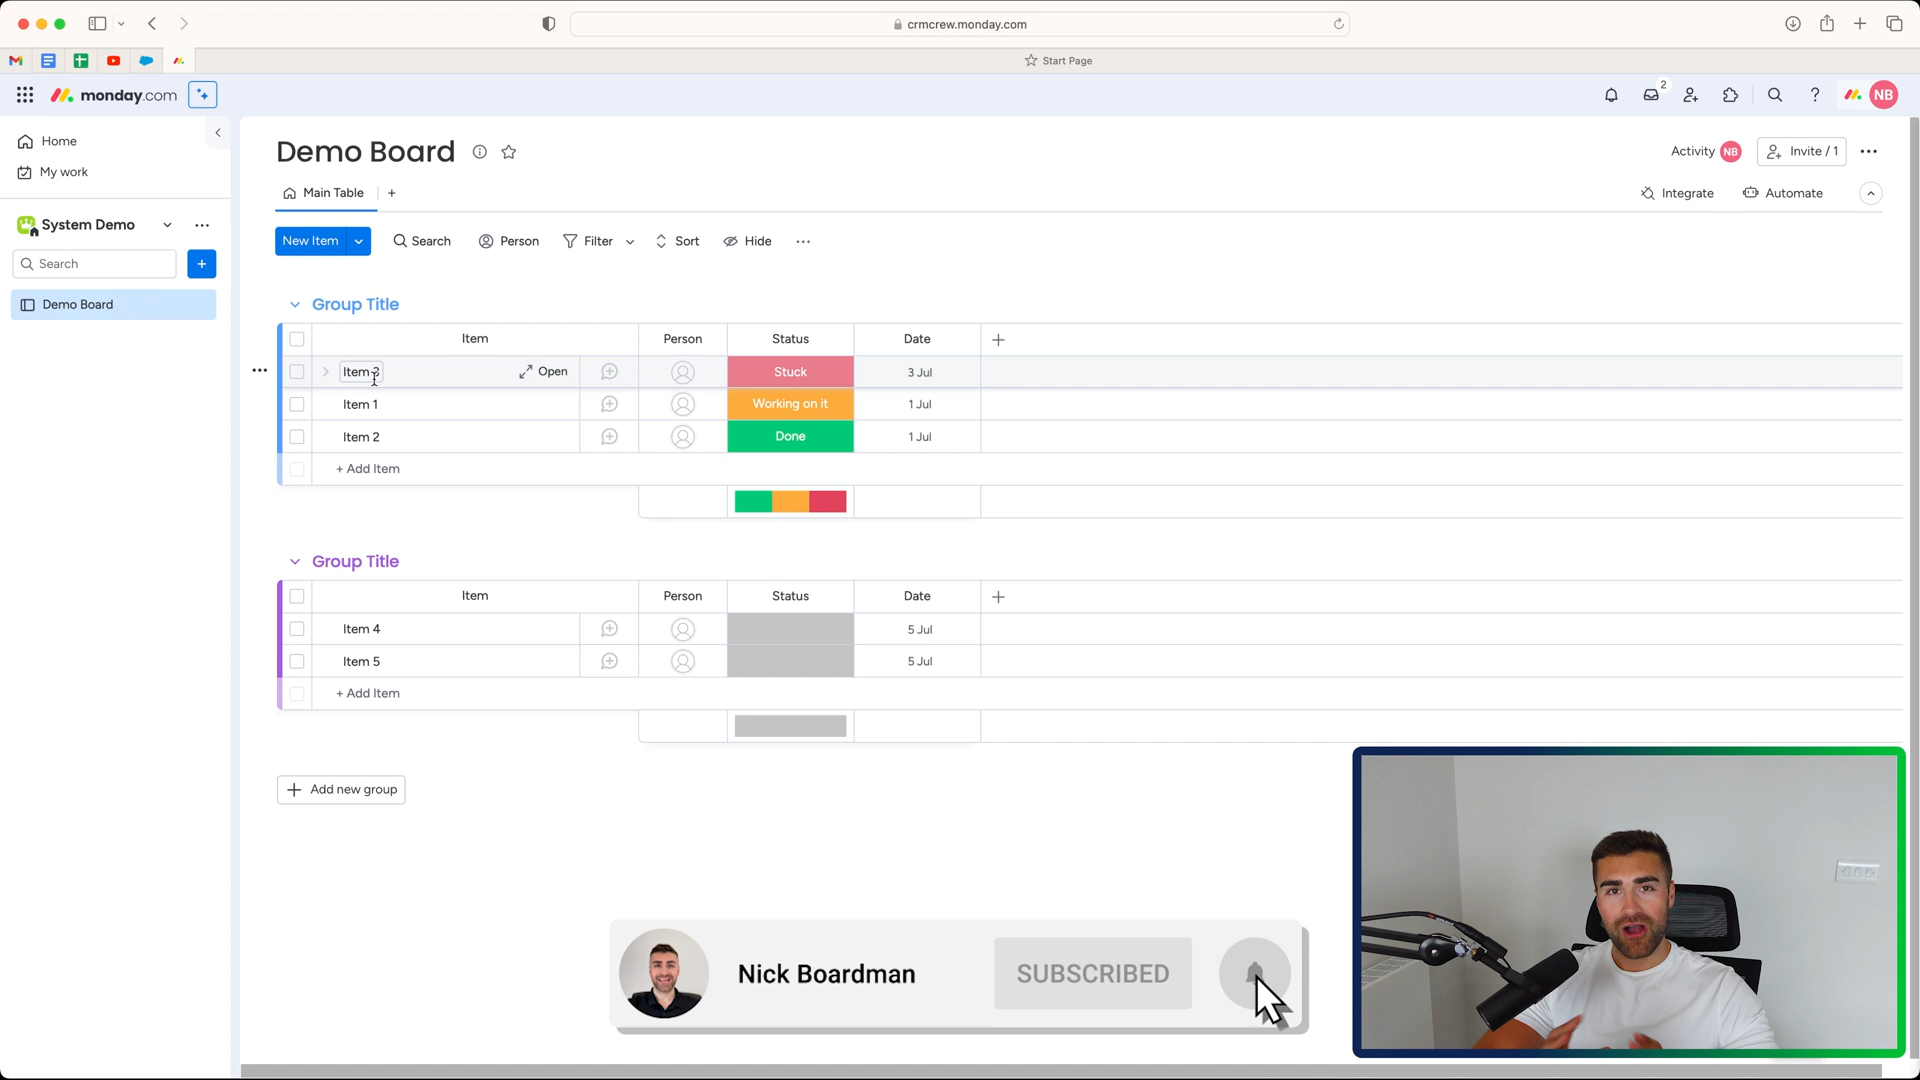 crmcrew.monday.com
Start Page
monday.com
2
NB
Home
My work
System Demo
Search
Demo Board
Demo Board
Activity NB Invite / 1
Main Table
Integrate Automate
New Item Search Person Filter Sort Hide
Group Title
Item Person Status Date
Item 3 Open Stuck 3 Jul
Item 1 Working on it 1 Jul
Item 2 Done 1 Jul
+ Add Item
Group Title
Item Person Status Date
Item 4 5 Jul
Item 5 5 Jul
+ Add Item
Add new group
Nick Boardman SUBSCRIBED